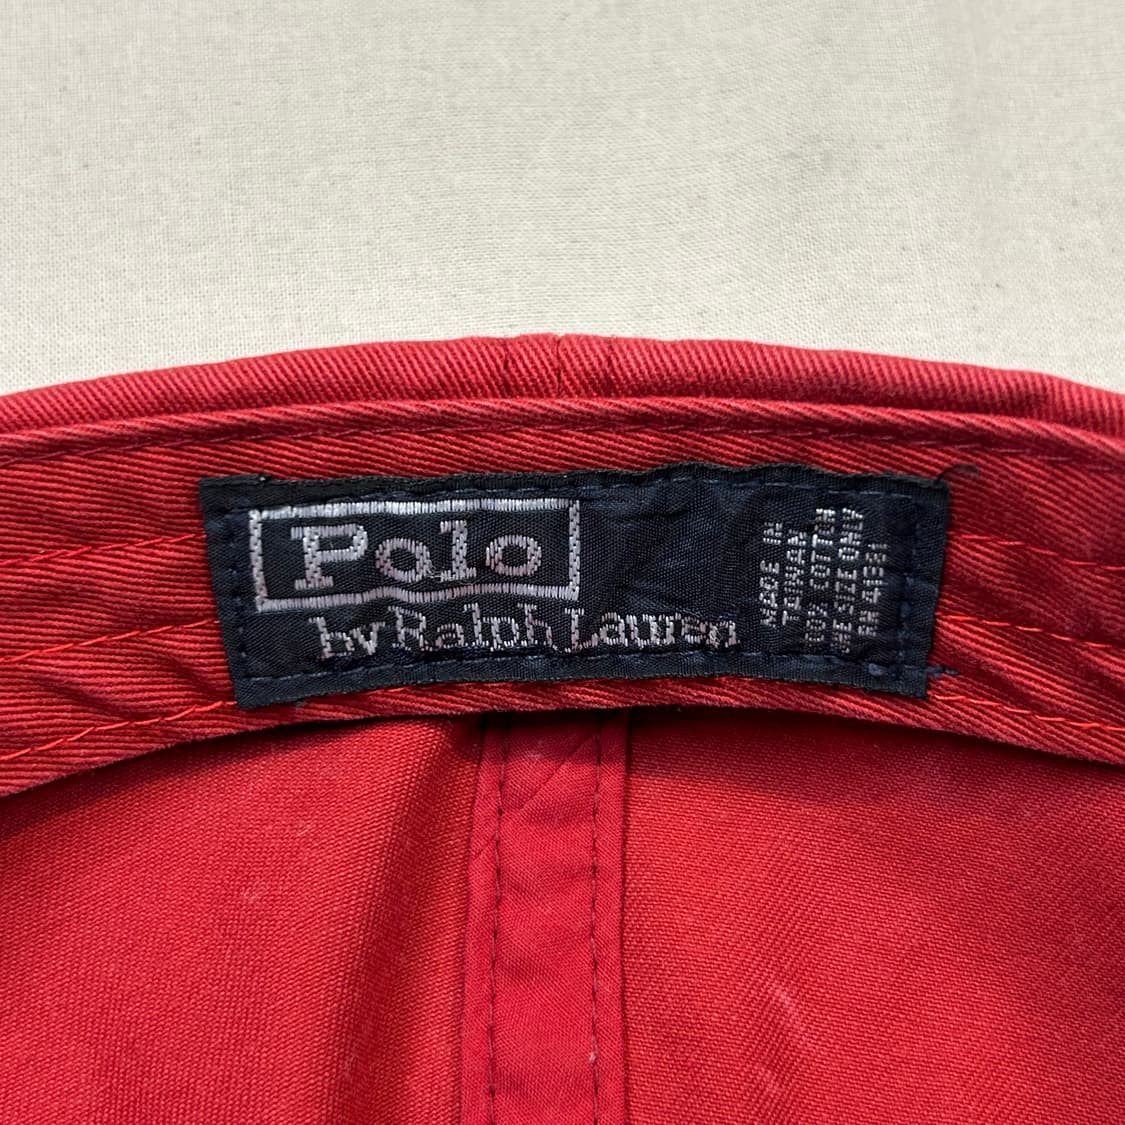 Polo
by Ralph Lauren
MADE IN
TAIWAN
100% COTTON
ONE SIZE ONLY
RN 41381